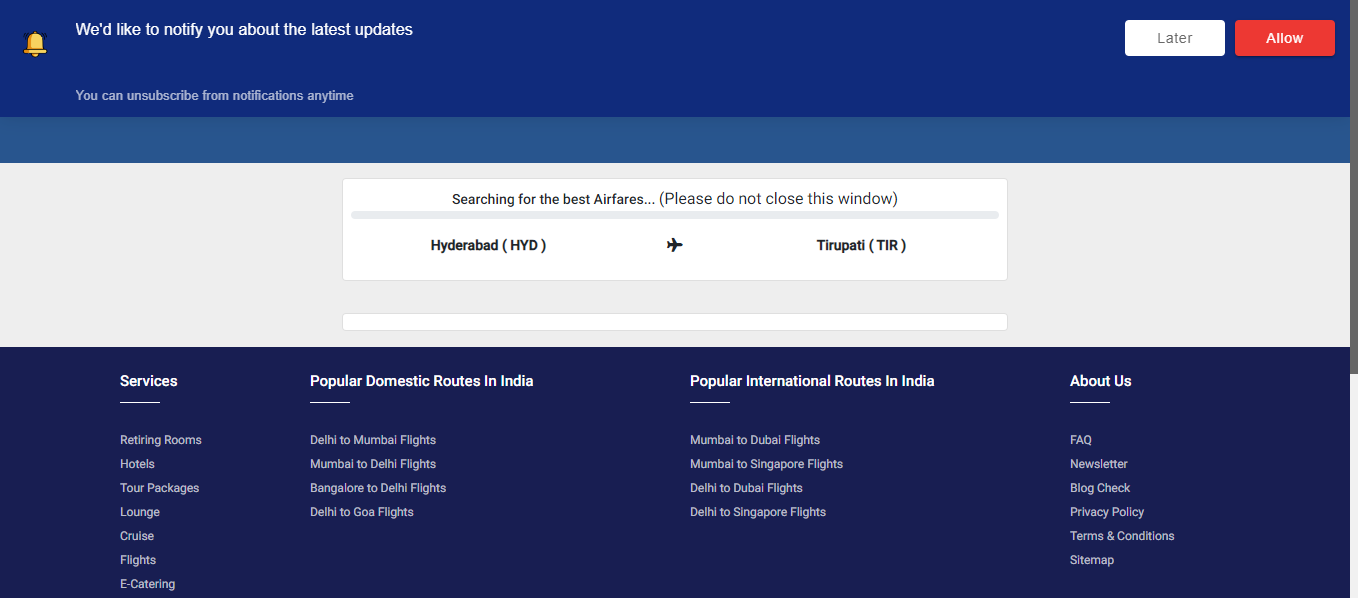 We'd like to notify you about the latest updates
Later
Allow
You can unsubscribe from notifications anytime
Searching for the best Airfares... (Please do not close this window)
Hyderabad ( HYD )
Tirupati ( TIR )
Services
Retiring Rooms
Hotels
Tour Packages
Lounge
Cruise
Flights
E-Catering
Popular Domestic Routes In India
Delhi to Mumbai Flights
Mumbai to Delhi Flights
Bangalore to Delhi Flights
Delhi to Goa Flights
Popular International Routes In India
Mumbai to Dubai Flights
Mumbai to Singapore Flights
Delhi to Dubai Flights
Delhi to Singapore Flights
About Us
FAQ
Newsletter
Blog Check
Privacy Policy
Terms & Conditions
Sitemap